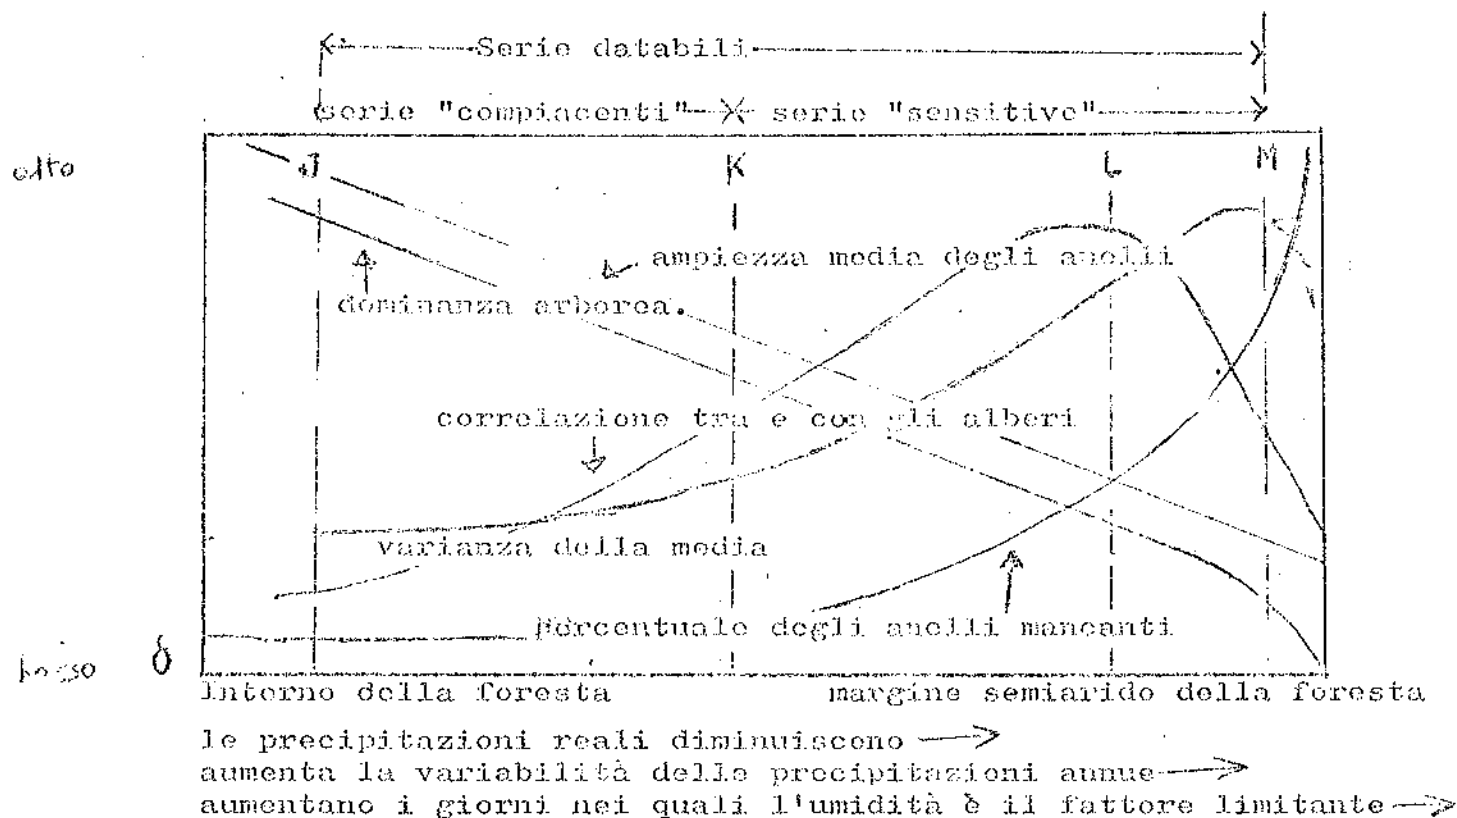 Serie databili
serie "compiacenti" serie "sensitive"
alto
J K L M
ampiezza media degli anelli
dominanza arborea.
correlazione tra e con gli alberi
varianza della media
percentuale degli anelli mancanti
basso
Interno della foresta margine semiarido della foresta
le precipitazioni reali diminuiscono
aumenta la variabilità delle precipitazioni annue
aumentano i giorni nei quali l'umidità è il fattore limitante